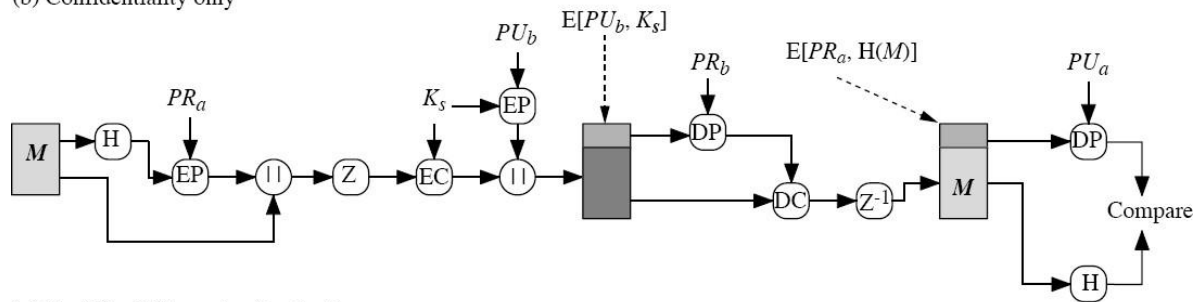 (b) Confidentiality only
E[PU_b, K_s]
PU_b
E[PR_a, H(M)]
PR_b
PU_a
PR_a
K_s
EP
M
H
EP
||
Z
EC
||
DP
DC
Z-1
M
DP
Compare
H